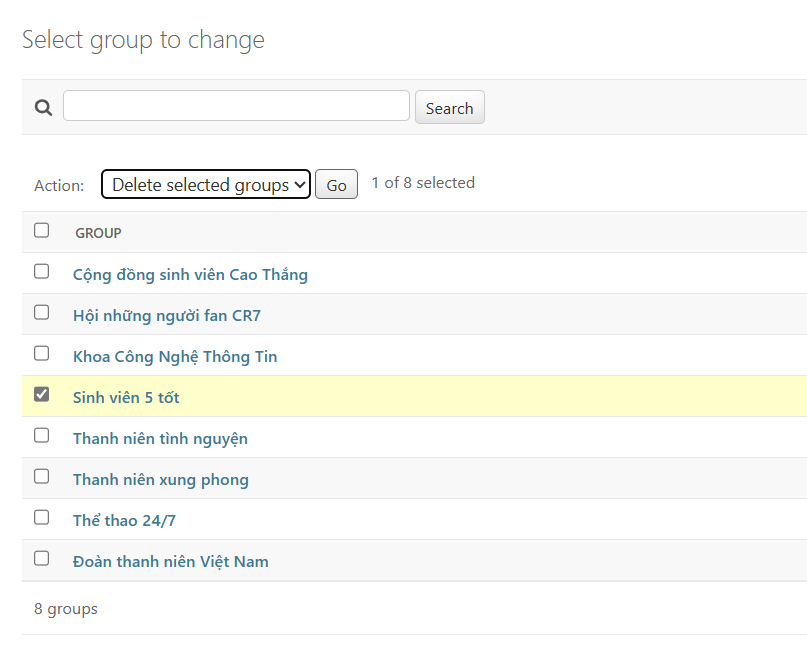 Select group to change
Search
Action: Delete selected groups Go 1 of 8 selected
GROUP
Cộng đồng sinh viên Cao Thắng
Hội những người fan CR7
Khoa Công Nghệ Thông Tin
Sinh viên 5 tốt
Thanh niên tình nguyện
Thanh niên xung phong
Thể thao 24/7
Đoàn thanh niên Việt Nam
8 groups